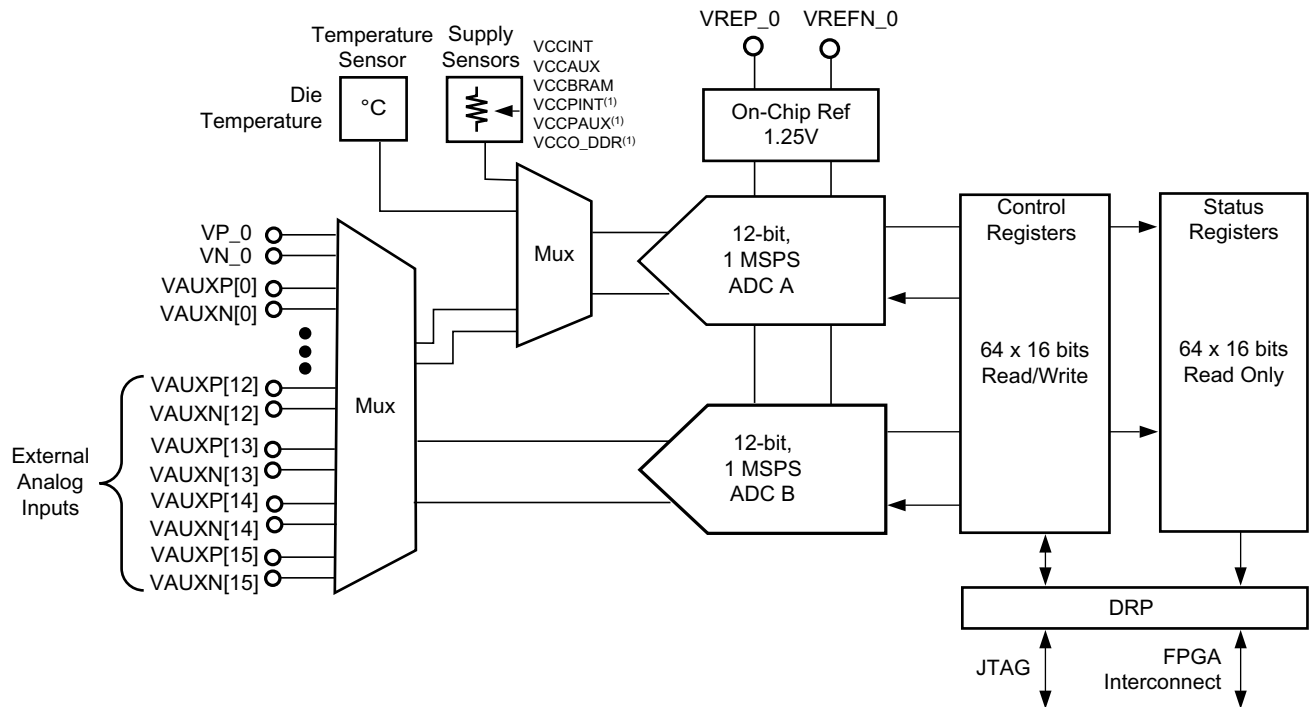 VREP_0
VREFN_0
Temperature
Sensor
Supply
Sensors
VCCINT
VCCAUX
VCCBRAM
VCCPINT(1)
VCCPAUX(1)
VCCO_DDR(1)
Die
Temperature
°C
On-Chip Ref
1.25V
VP_0
VN_0
VAUXP[0]
VAUXN[0]
VAUXP[12]
VAUXN[12]
VAUXP[13]
VAUXN[13]
VAUXP[14]
VAUXN[14]
VAUXP[15]
VAUXN[15]
External
Analog
Inputs
Mux
Mux
12-bit,
1 MSPS
ADC A
12-bit,
1 MSPS
ADC B
Control
Registers
64 x 16 bits
Read/Write
Status
Registers
64 x 16 bits
Read Only
DRP
JTAG
FPGA
Interconnect